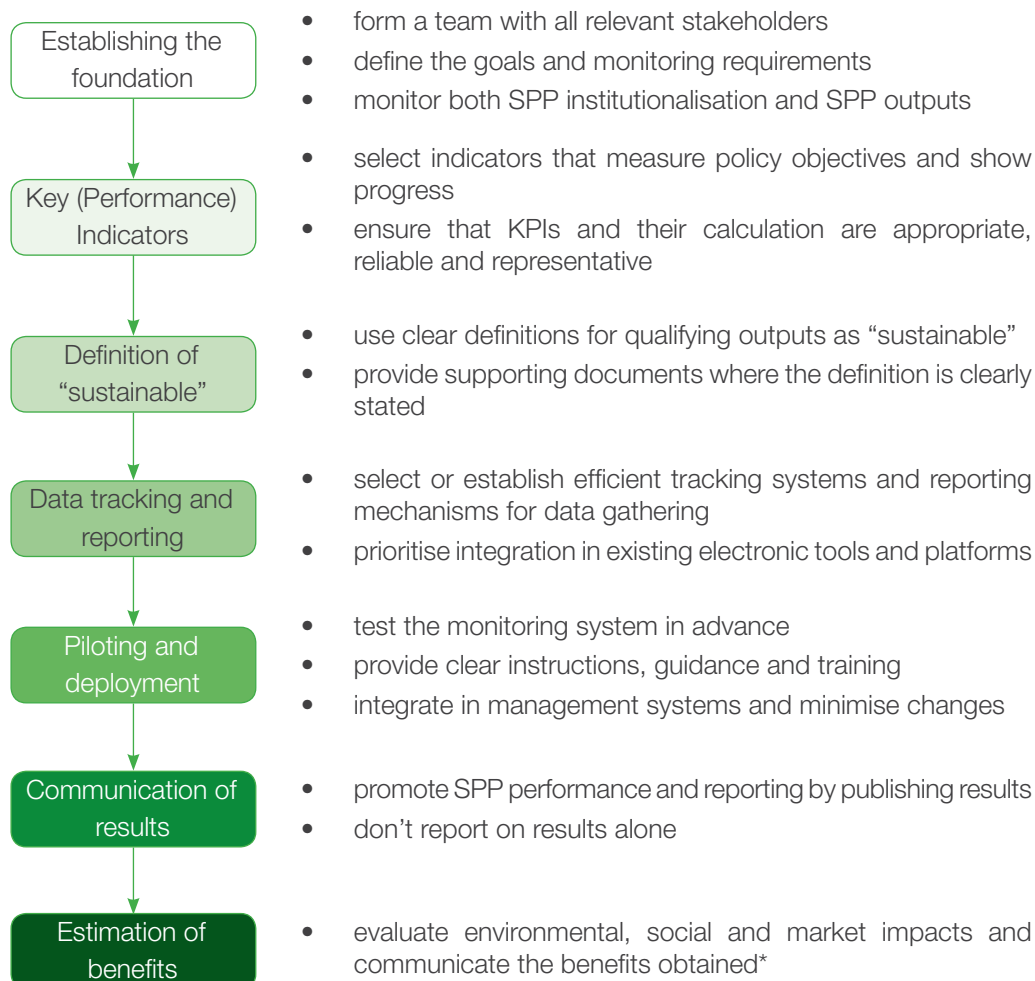 Establishing the
foundation
• form a team with all relevant stakeholders
• define the goals and monitoring requirements
• monitor both SPP institutionalisation and SPP outputs
Key (Performance)
Indicators
• select indicators that measure policy objectives and show
progress
• ensure that KPIs and their calculation are appropriate,
reliable and representative
Definition of
“sustainable”
• use clear definitions for qualifying outputs as “sustainable”
• provide supporting documents where the definition is clearly
stated
Data tracking and
reporting
• select or establish efficient tracking systems and reporting
mechanisms for data gathering
• prioritise integration in existing electronic tools and platforms
Piloting and
deployment
• test the monitoring system in advance
• provide clear instructions, guidance and training
• integrate in management systems and minimise changes
Communication of
results
• promote SPP performance and reporting by publishing results
• don’t report on results alone
Estimation of
benefits
• evaluate environmental, social and market impacts and
communicate the benefits obtained*